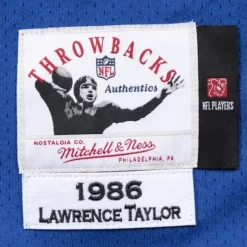 THROWBACKS
NFL
Authentics
NOSTALGIA CO.
Mitchell & Ness
PHILADELPHIA, PA
NFL PLAYERS
1986
LAWRENCE TAYLOR